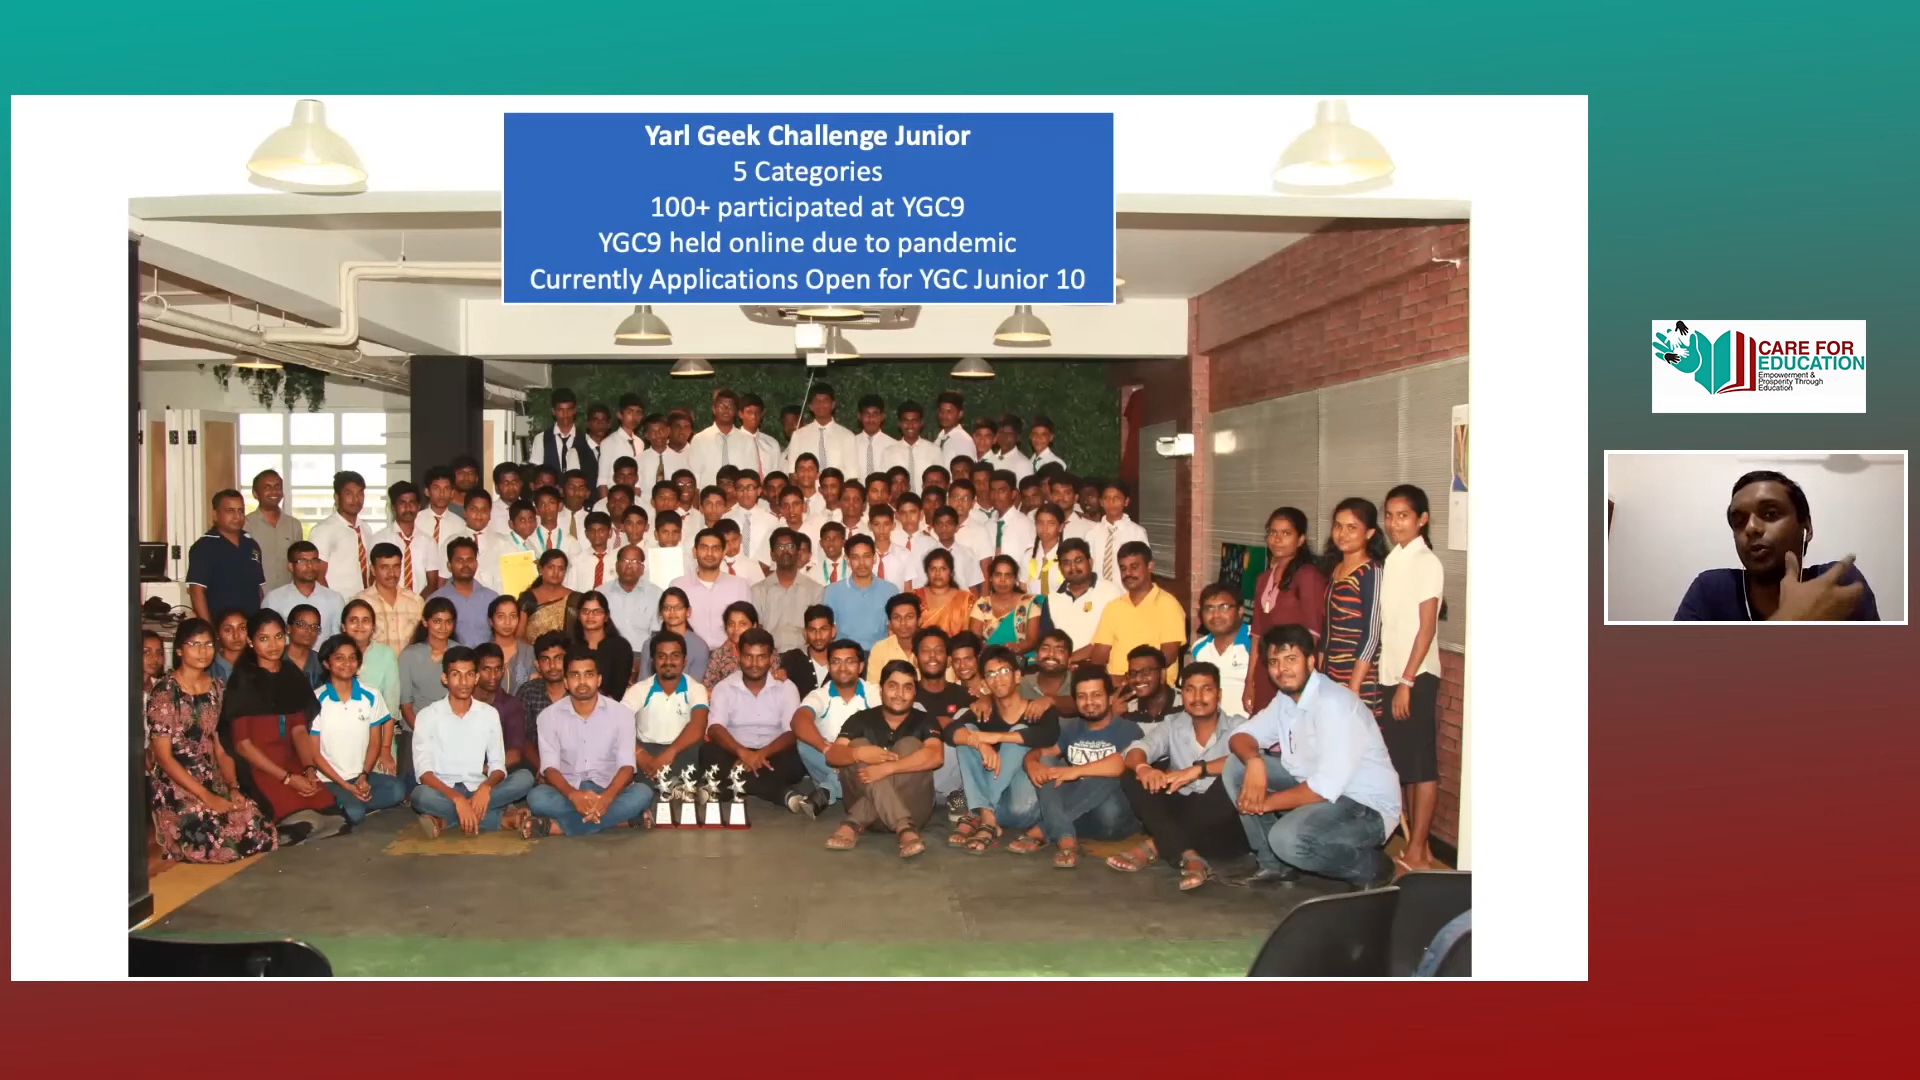 Yarl Geek Challenge Junior
5 Categories
100+ participated at YGC9
YGC9 held online due to pandemic
Currently Applications Open for YGC Junior 10
CARE FOR
EDUCATION
Empowerment &
Prosperity Through
Education